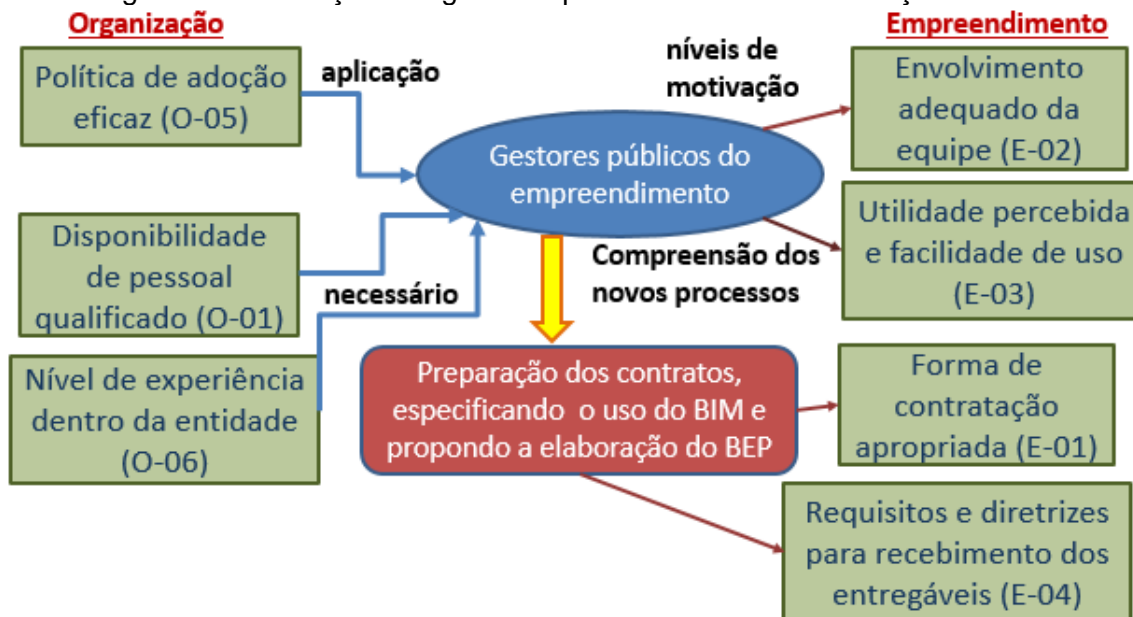 Organização
Empreendimento
Política de adoção
eficaz (O-05)
aplicação
Disponibilidade
de pessoal
qualificado (O-01)
necessário
Nível de experiência
dentro da entidade
(O-06)
Gestores públicos do
empreendimento
níveis de
motivação
Compreensão dos
novos processos
Preparação dos contratos,
especificando o uso do BIM e
propondo a elaboração do BEP
Envolvimento
adequado da
equipe (E-02)
Utilidade percebida
e facilidade de uso
(E-03)
Forma de
contratação
apropriada (E-01)
Requisitos e diretrizes
para recebimento dos
entregáveis (E-04)